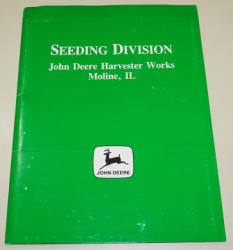 SEEDING DIVISION
John Deere Harvester Works
Moline, IL
JOHN DEERE